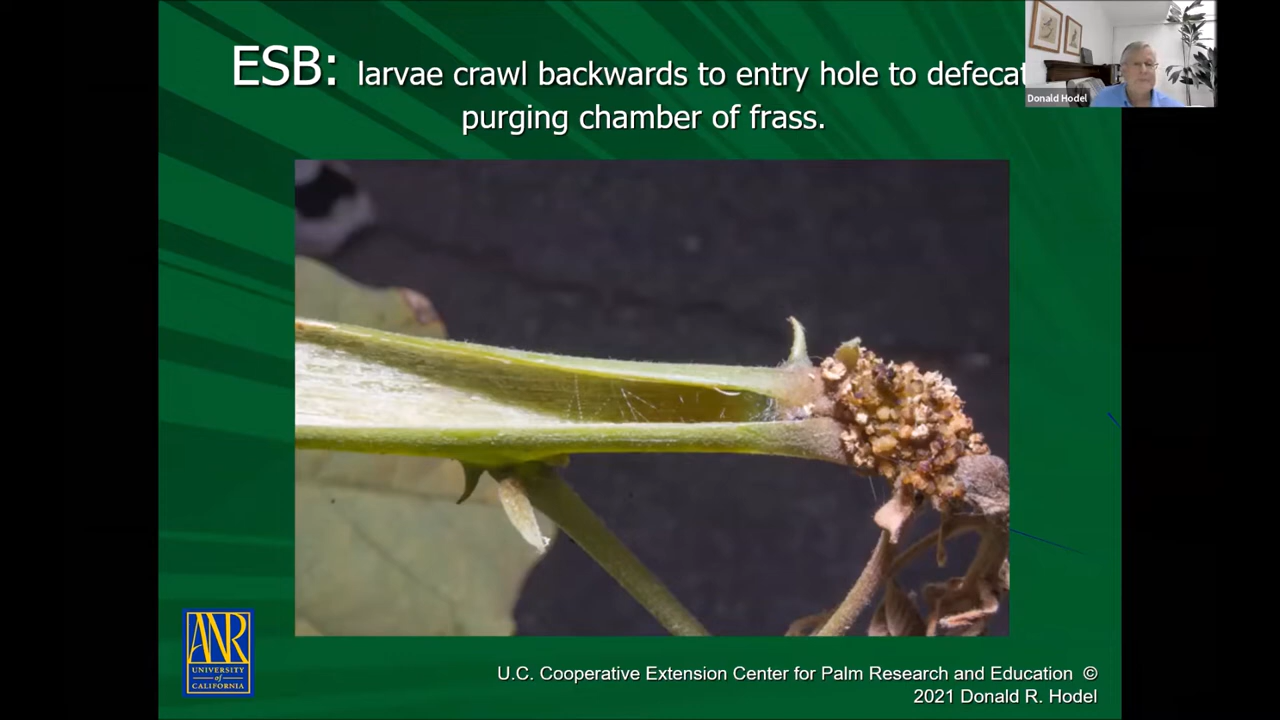 ESB: larvae crawl backwards to entry hole to defecat
purging chamber of frass.
Donald Hodel
ANR
UNIVERSITY
of
CALIFORNIA
U.C. Cooperative Extension Center for Palm Research and Education ©
2021 Donald R. Hodel